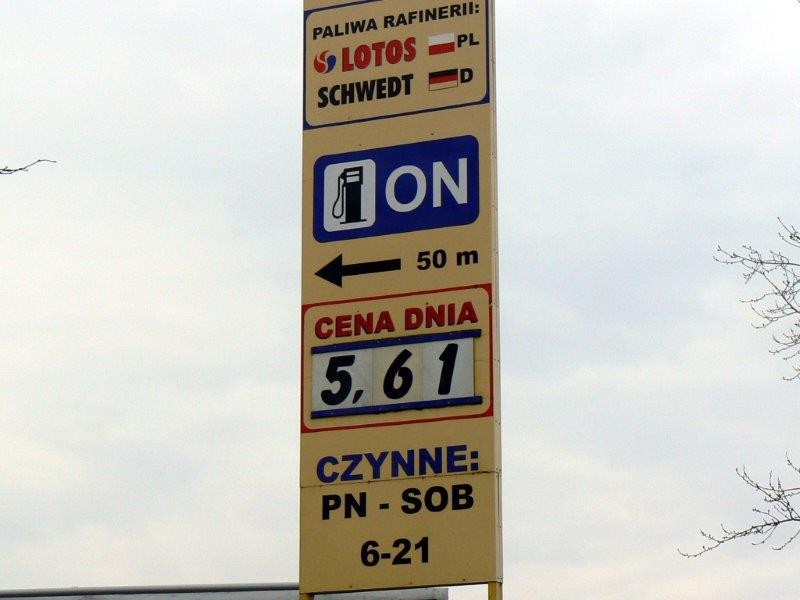 PALIWA RAFINERII:
LOTOS PL
SCHWEDT D
ON
50 m
CENA DNIA
5,61
CZYNNE:
PN - SOB
6-21